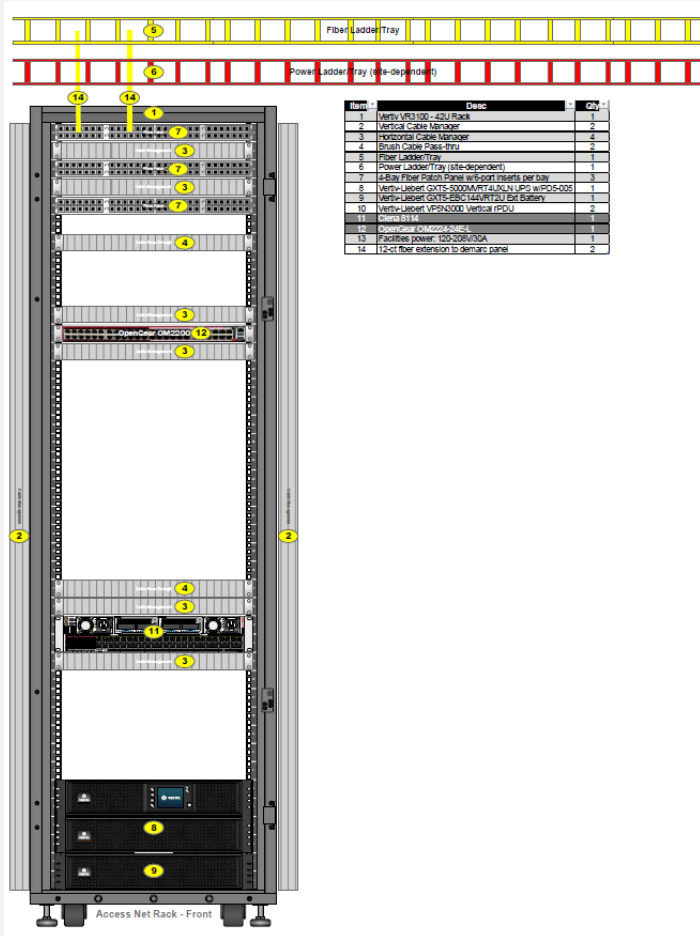 5
Fiber Ladder/Tray
6
Power Ladder/Tray (site-dependent)
14
14
1
7
3
7
3
7
4
3
OpenGear OM2200 12
3
2
2
4
3
11
3
8
9
Access Net Rack - Front
Item Desc Qty
1 Vertiv VR3100 - 42U Rack 1
2 Vertical Cable Manager 2
3 Horizontal Cable Manager 4
4 Brush Cable Pass-thru 2
5 Fiber Ladder/Tray 1
6 Power Ladder/Tray (site-dependent) 1
7 4-Bay Fiber Patch Panel w/6-port inserts per bay 3
8 Vertiv-Liebert GXT5-5000MVRT4UXLN UPS w/PD5-005 1
9 Vertiv-Liebert GXT5-EBC144VRT2U Ext Battery 1
10 Vertiv-Liebert VP5N3000 Vertical rPDU 2
11 Ciena 8114 1
12 OpenGear OM2224-24E-L 1
13 Facilities power: 120-208V/30A 1
14 12-ct fiber extension to demarc panel 2